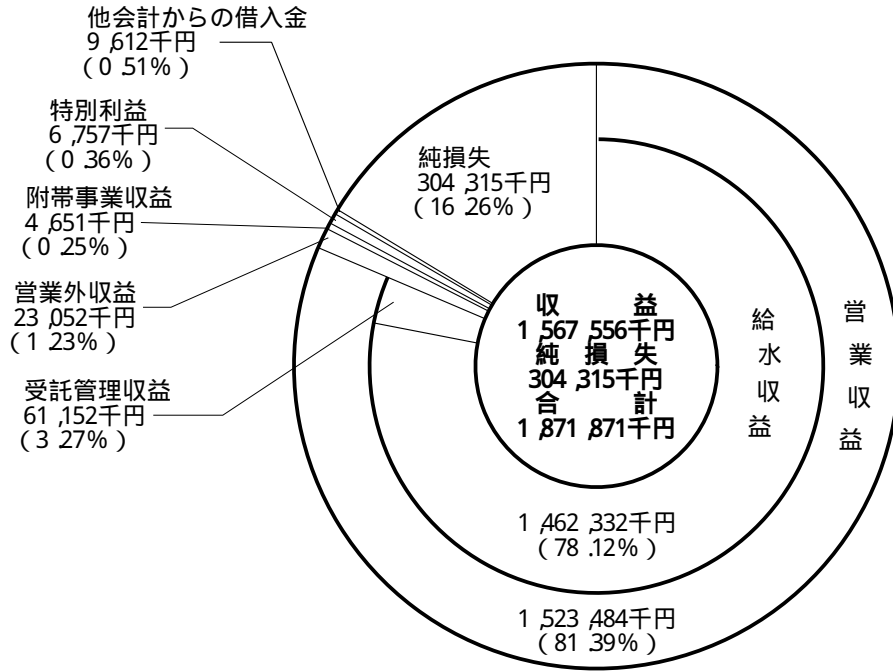 他会計からの借入金
9,612千円
(0.51%)
特別利益
6,757千円
(0.36%)
附帯事業収益
4,651千円
(0.25%)
営業外収益
23,052千円
(1.23%)
受託管理収益
61,152千円
(3.27%)
純損失
304,315千円
(16.26%)
収 益
1,567,556千円
純 損 失
304,315千円
合 計
1,871,871千円
給水収益
営業収益
1,462,332千円
(78.12%)
1,523,484千円
(81.39%)